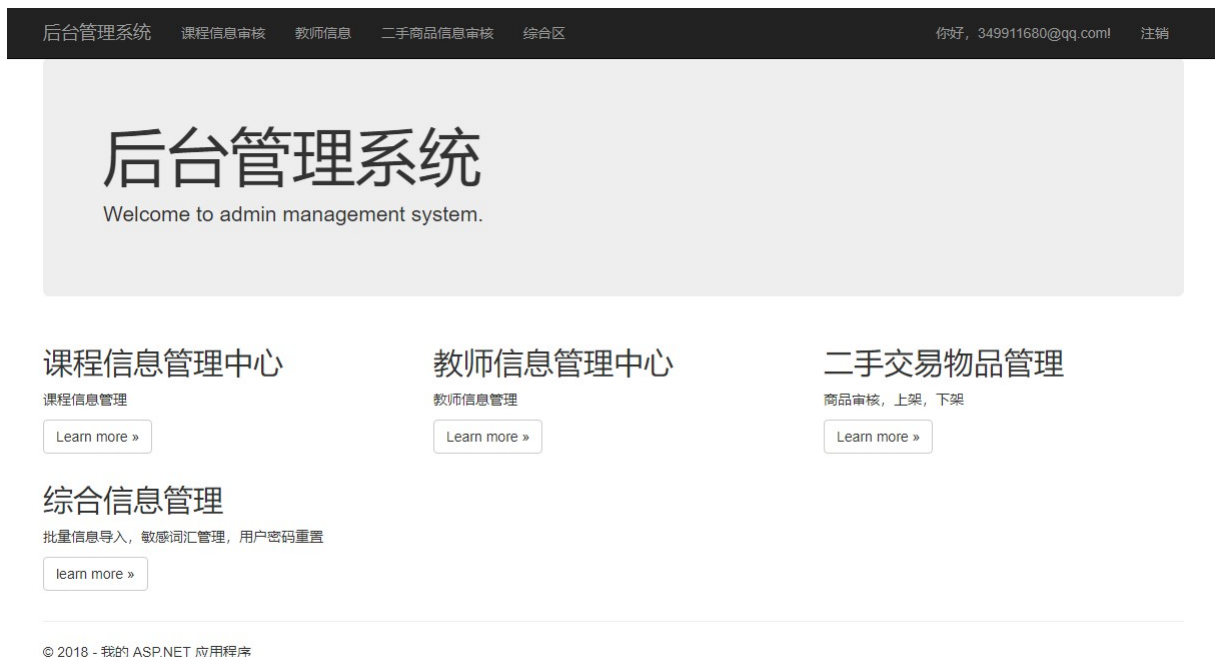 后台管理系统 课程信息审核 教师信息 二手商品信息审核 综合区 你好，349911680@qq.com! 注销
后台管理系统
Welcome to admin management system.
课程信息管理中心 教师信息管理中心 二手交易物品管理
课程信息管理 教师信息管理 商品审核，上架，下架
Learn more » Learn more » Learn more »
综合信息管理
批量信息导入，敏感词汇管理，用户密码重置
learn more »
© 2018 - 我的 ASP.NET 应用程序